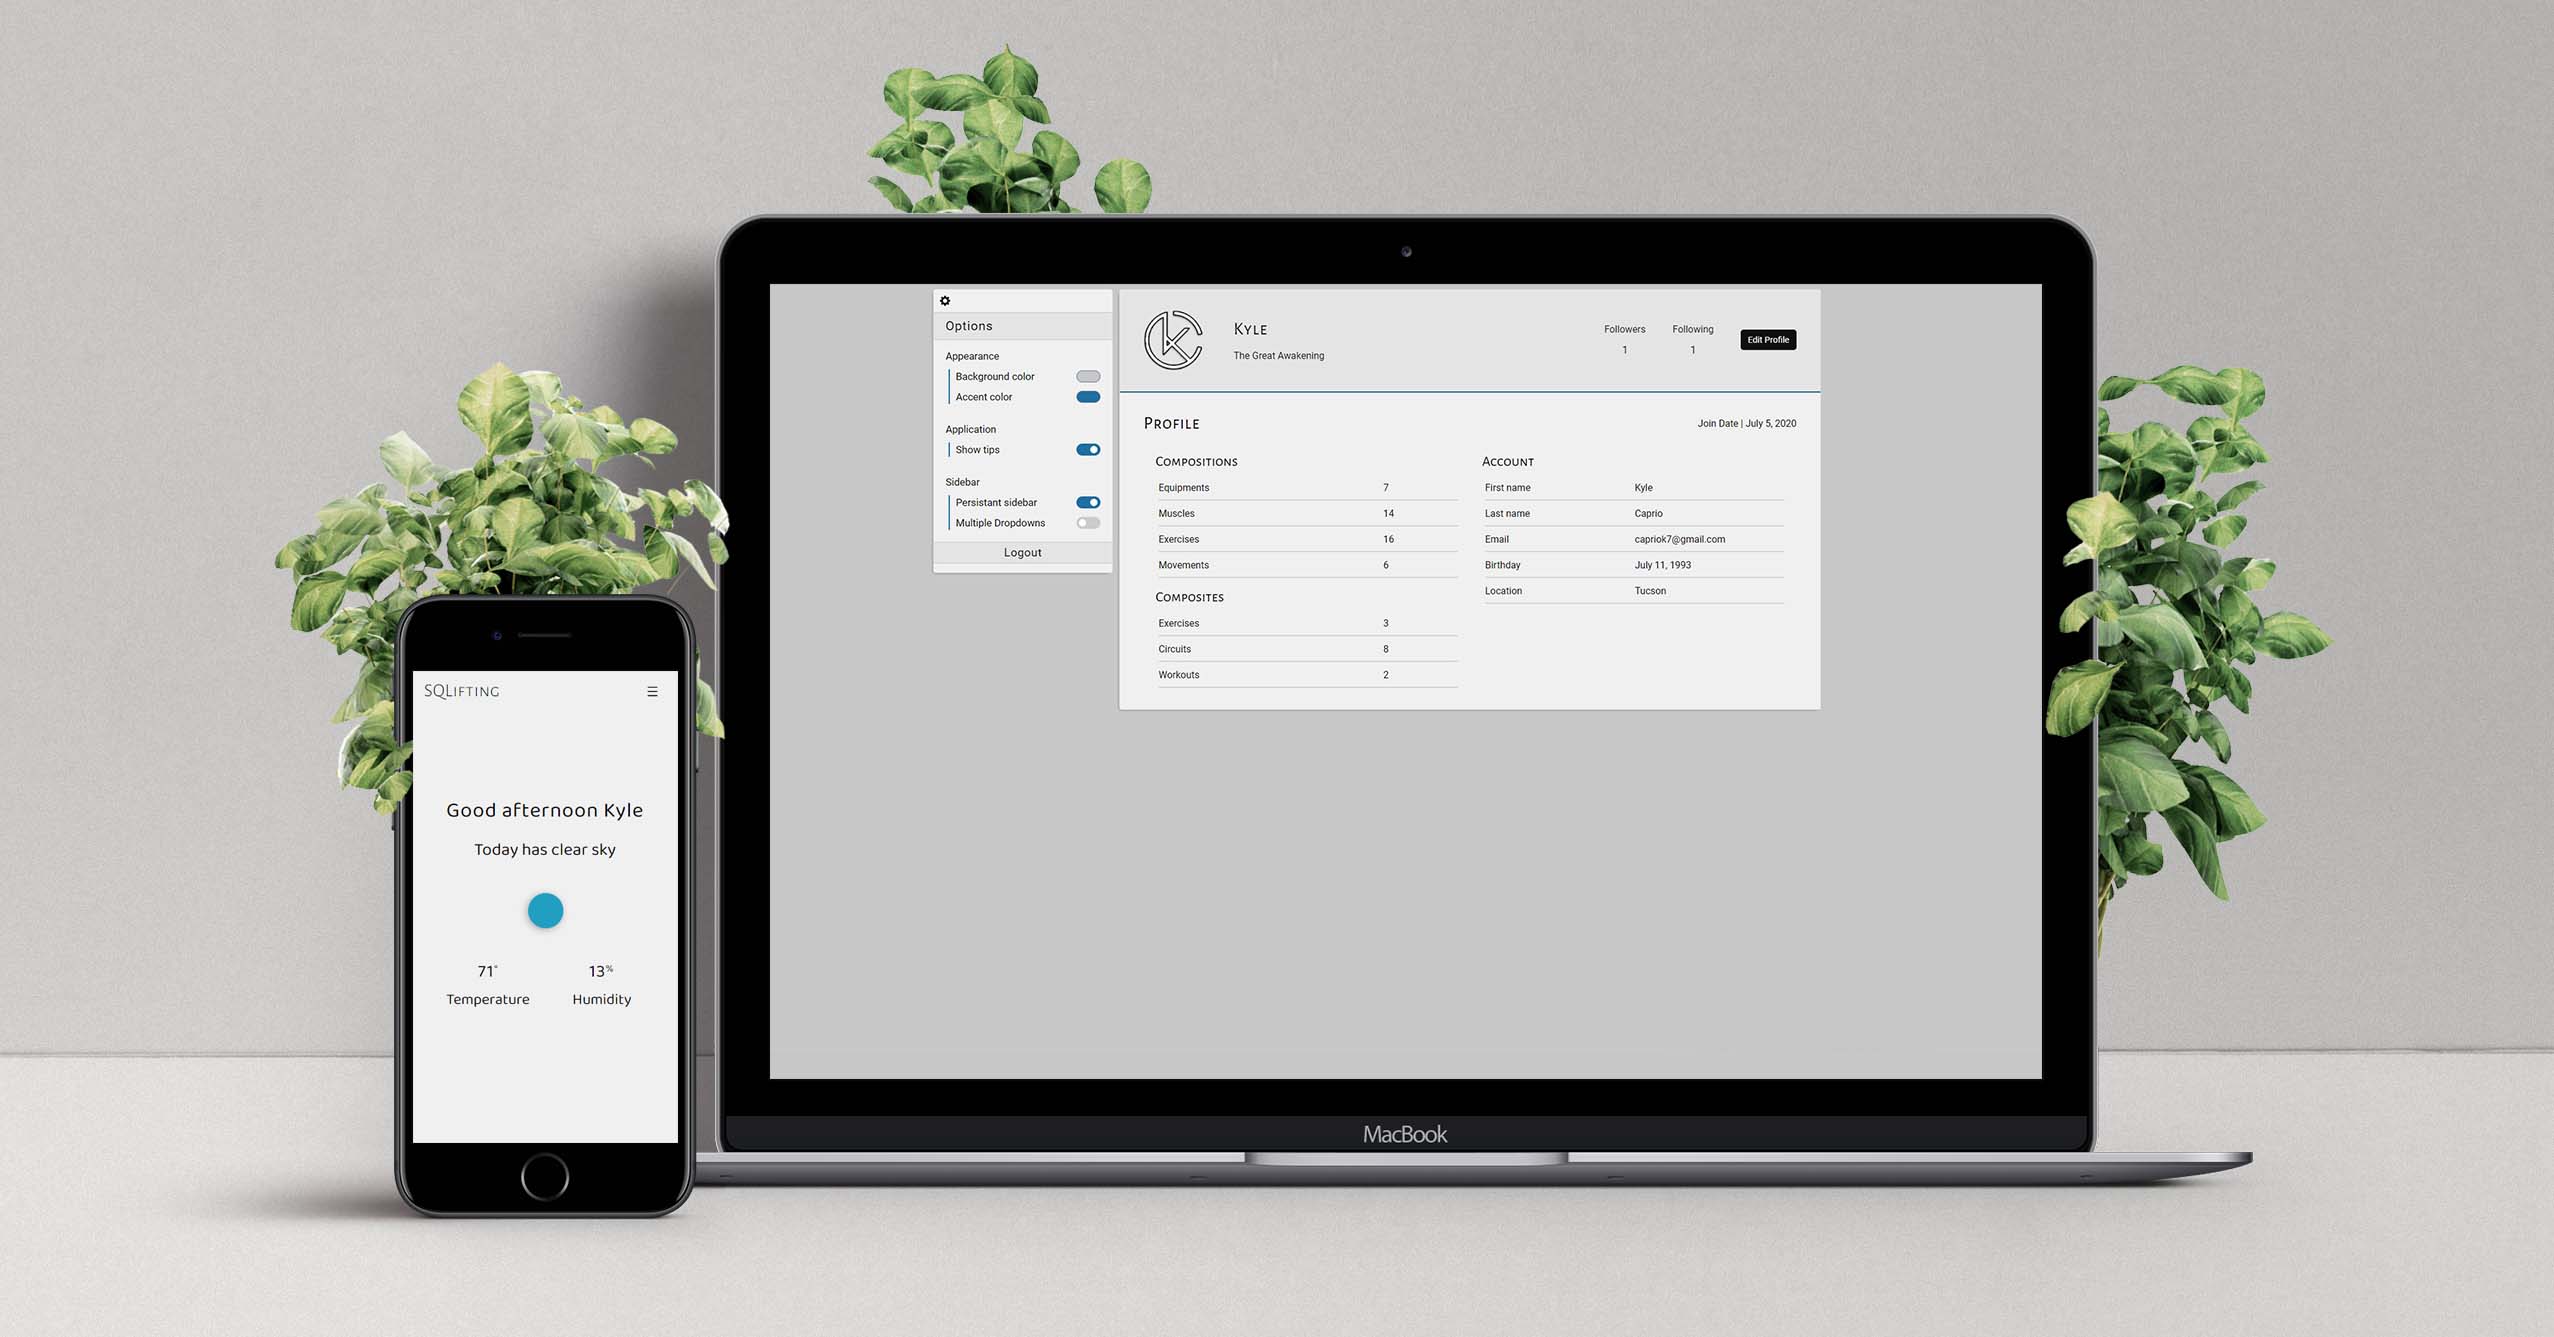 Options
Appearance
Background color
Accent color
Application
Show tips
Sidebar
Persistant sidebar
Multiple Dropdowns
Logout
Kyle
The Great Awakening
Followers Following
1 1
Edit Profile
Profile
Join Date | July 5, 2020
Compositions
Equipments 7
Muscles 14
Exercises 16
Movements 6
Composites
Exercises 3
Circuits 8
Workouts 2
Account
First name Kyle
Last name Caprio
Email capriok7@gmail.com
Birthday July 11, 1993
Location Tucson
MacBook
SQLifting
Good afternoon Kyle
Today has clear sky
71° 13%
Temperature Humidity